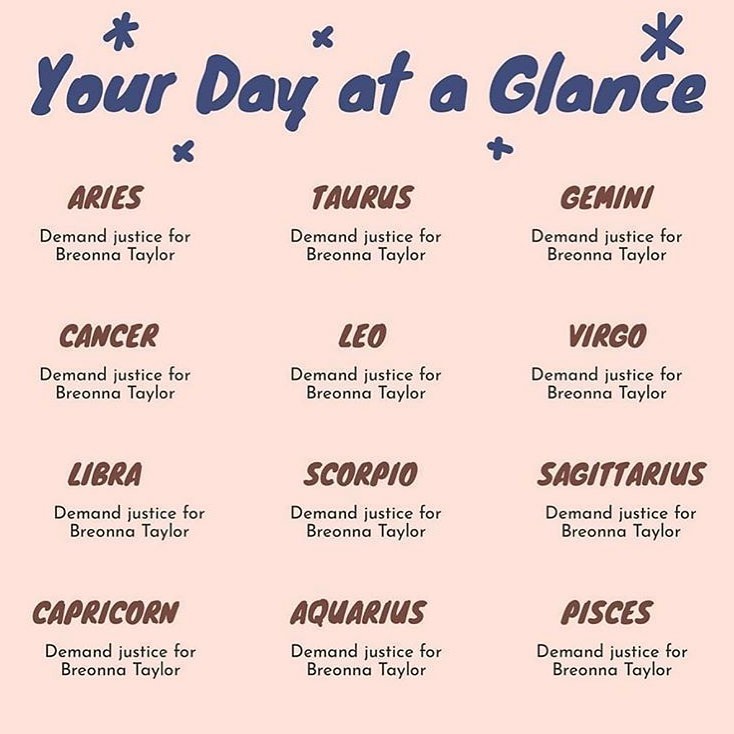 Your Day at a Glance
ARIES
Demand justice for
Breonna Taylor
TAURUS
Demand justice for
Breonna Taylor
GEMINI
Demand justice for
Breonna Taylor
CANCER
Demand justice for
Breonna Taylor
LEO
Demand justice for
Breonna Taylor
VIRGO
Demand justice for
Breonna Taylor
LIBRA
Demand justice for
Breonna Taylor
SCORPIO
Demand justice for
Breonna Taylor
SAGITTARIUS
Demand justice for
Breonna Taylor
CAPRICORN
Demand justice for
Breonna Taylor
AQUARIUS
Demand justice for
Breonna Taylor
PISCES
Demand justice for
Breonna Taylor